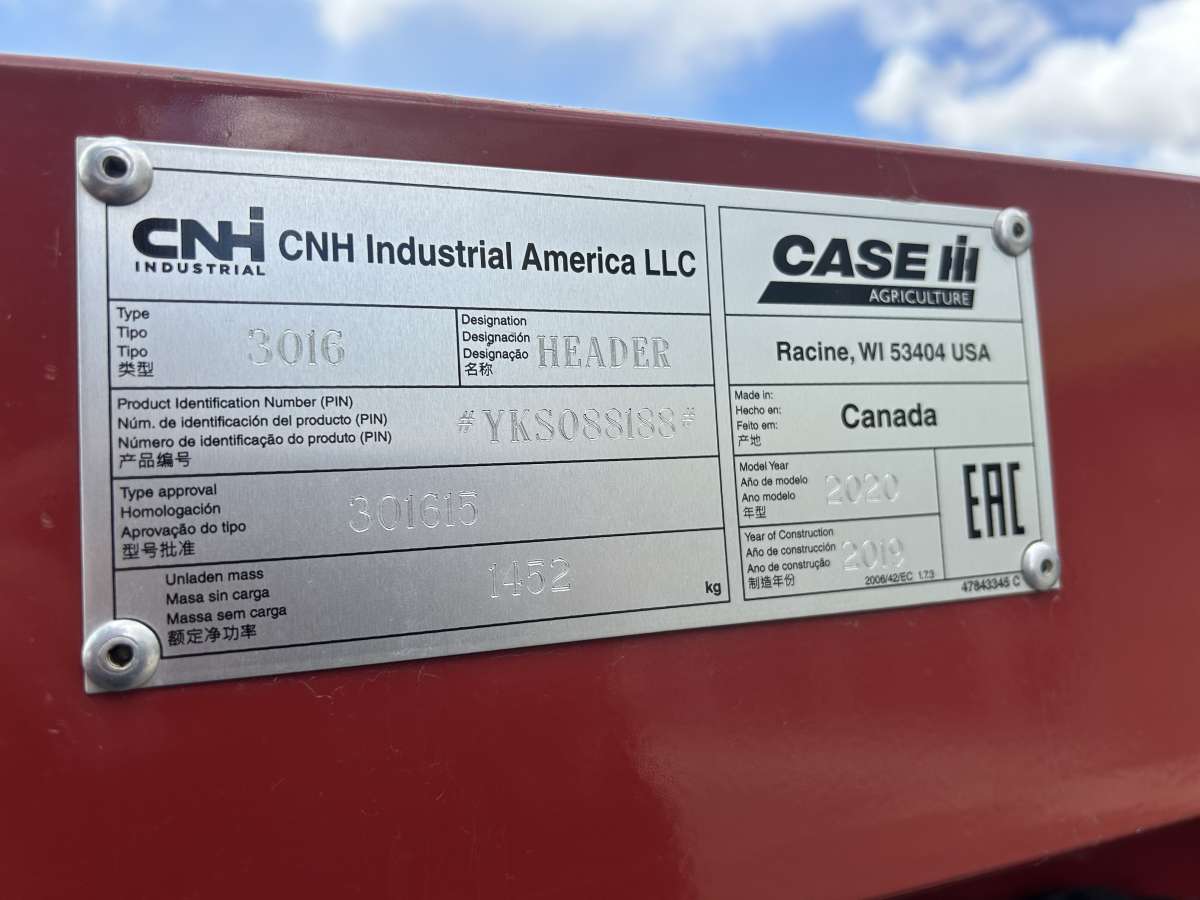 CNH INDUSTRIAL CNH Industrial America LLC
Type
Tipo
Tipo
类型
3016
Designation
Designación
Designação
名称
HEADER
Product Identification Number (PIN)
Núm. de identificación del producto (PIN)
Número de identificação do produto (PIN)
产品编号
#YKS088188#
Type approval
Homologación
Aprovação do tipo
型号批准
301615
Unladen mass
Masa sin carga
Massa sem carga
额定净功率
1452
kg
CASE IH
AGRICULTURE
Racine, WI 53404 USA
Made in:
Hecho en:
Feito em:
产地
Canada
Model Year
Año de modelo
Ano modelo
年型
2020
Year of Construction
Año de construcción
Ano de construção
制造年份
2019
2006/42/EC 1.7.3
EAC
47843345 C